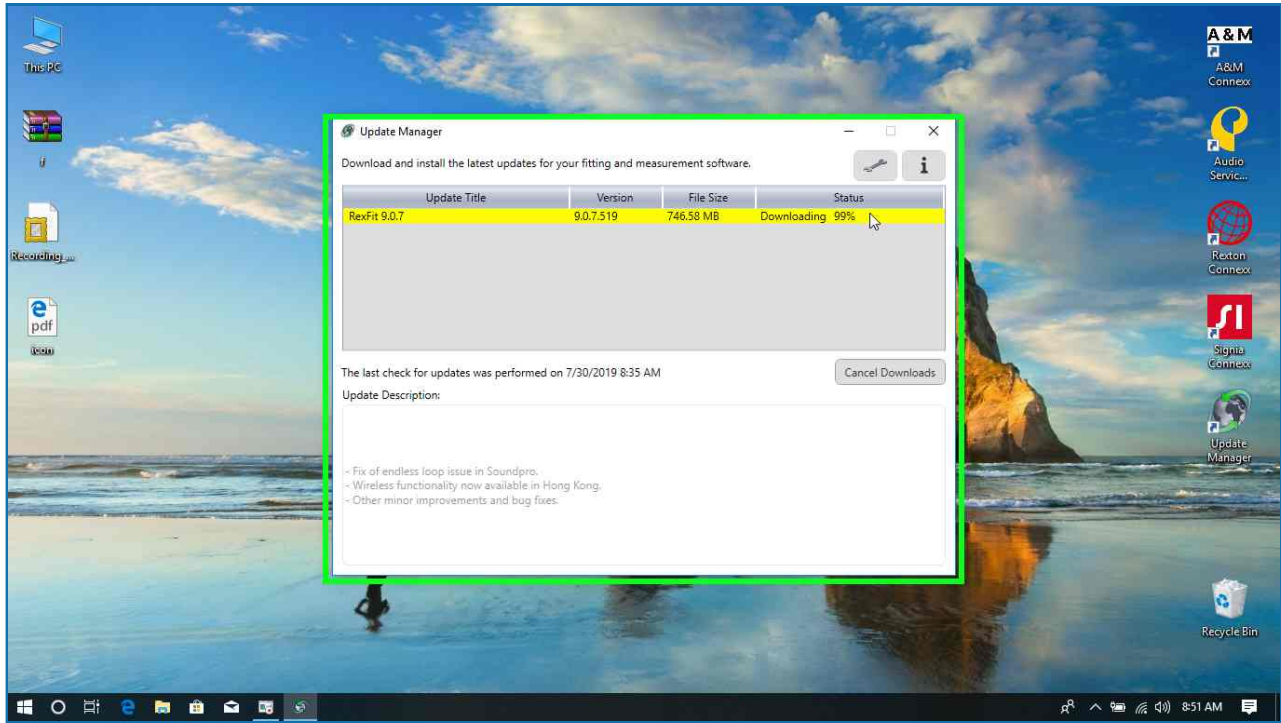 This PC
Recording_...
pdf
icon
Update Manager
Download and install the latest updates for your fitting and measurement software.
i
Update Title Version File Size Status
RexFit 9.0.7 9.0.7.519 746.58 MB Downloading 99%
The last check for updates was performed on 7/30/2019 8:35 AM
Cancel Downloads
Update Description:
- Fix of endless loop issue in Soundpro.
- Wireless functionality now available in Hong Kong.
- Other minor improvements and bug fixes.
A&M
A&M
Connexx
Audio
Servic...
Rexton
Connexx
SI
Signia
Connexx
Update
Manager
Recycle Bin
8:51 AM